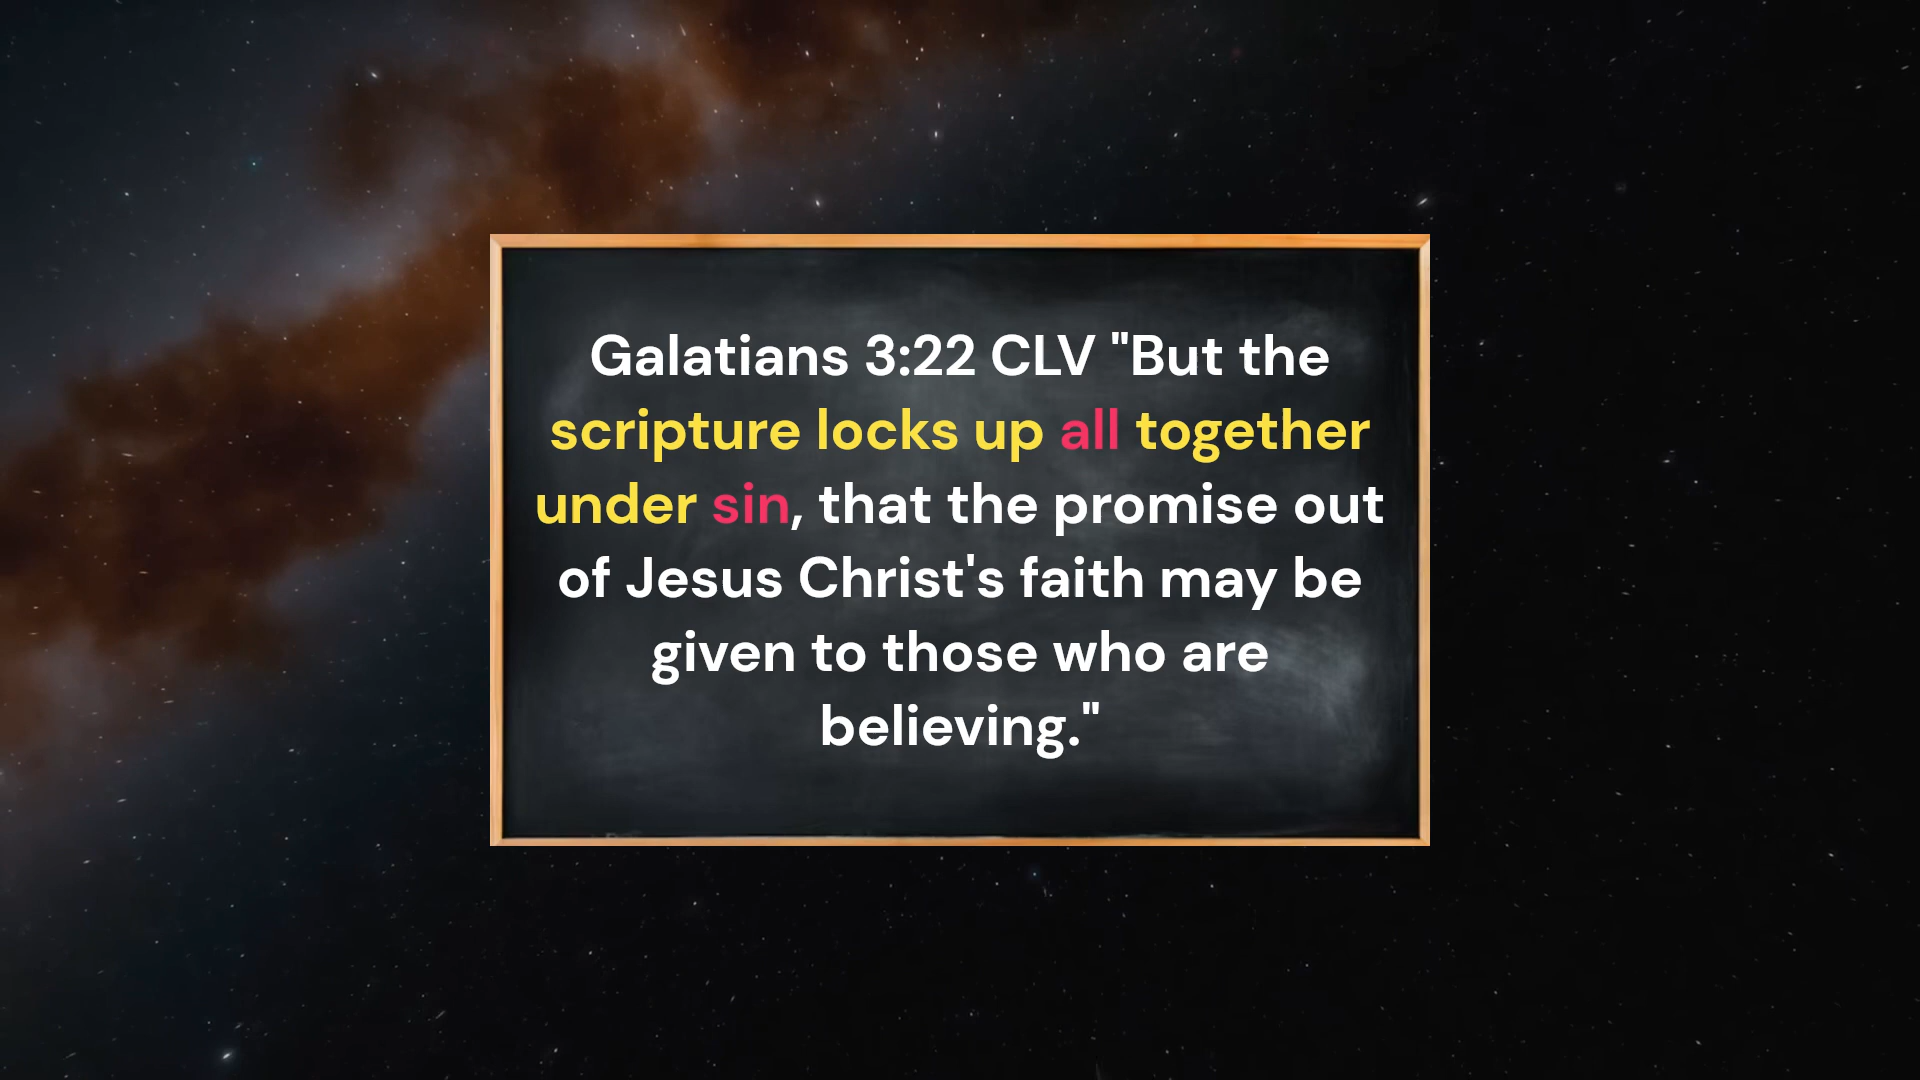 Galatians 3:22 CLV "But the
scripture locks up all together
under sin, that the promise out
of Jesus Christ's faith may be
given to those who are
believing."